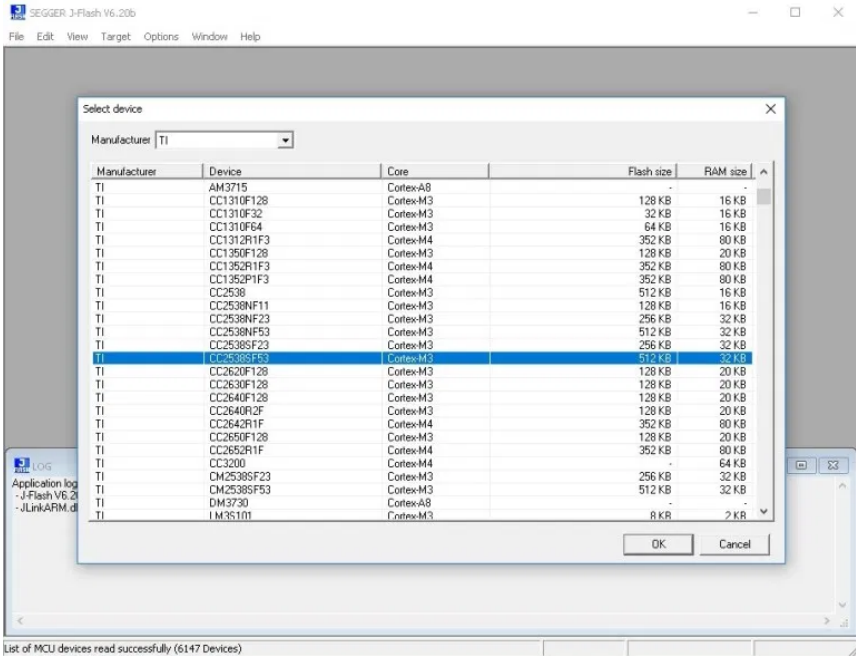 SEGGER J-Flash V6.20b
File Edit View Target Options Window Help
Select device
Manufacturer TI
Manufacturer Device Core Flash size RAM size
TI AM3715 Cortex-A8 - -
TI CC1310F128 Cortex-M3 128 KB 16 KB
TI CC1310F32 Cortex-M3 32 KB 16 KB
TI CC1310F64 Cortex-M3 64 KB 16 KB
TI CC1312R1F3 Cortex-M4 352 KB 80 KB
TI CC1350F128 Cortex-M3 128 KB 20 KB
TI CC1352R1F3 Cortex-M4 352 KB 80 KB
TI CC1352P1F3 Cortex-M4 352 KB 80 KB
TI CC2538 Cortex-M3 512 KB 16 KB
TI CC2538NF11 Cortex-M3 128 KB 16 KB
TI CC2538NF23 Cortex-M3 256 KB 32 KB
TI CC2538NF53 Cortex-M3 512 KB 32 KB
TI CC2538SF23 Cortex-M3 256 KB 32 KB
TI CC2538SF53 Cortex-M3 512 KB 32 KB
TI CC2620F128 Cortex-M3 128 KB 20 KB
TI CC2630F128 Cortex-M3 128 KB 20 KB
TI CC2640F128 Cortex-M3 128 KB 20 KB
TI CC2640R2F Cortex-M3 128 KB 20 KB
TI CC2642R1F Cortex-M4 352 KB 80 KB
TI CC2650F128 Cortex-M3 128 KB 20 KB
TI CC2652R1F Cortex-M4 352 KB 80 KB
TI CC3200 Cortex-M4 - 64 KB
TI CM2538SF23 Cortex-M3 256 KB 32 KB
TI CM2538SF53 Cortex-M3 512 KB 32 KB
TI DM3730 Cortex-A8 - -
TI LM3S101 Cortex-M3 8 KB 2 KB
OK Cancel
LOG
Application log
- J-Flash V6.2
- JLinkARM.d
List of MCU devices read successfully (6147 Devices)